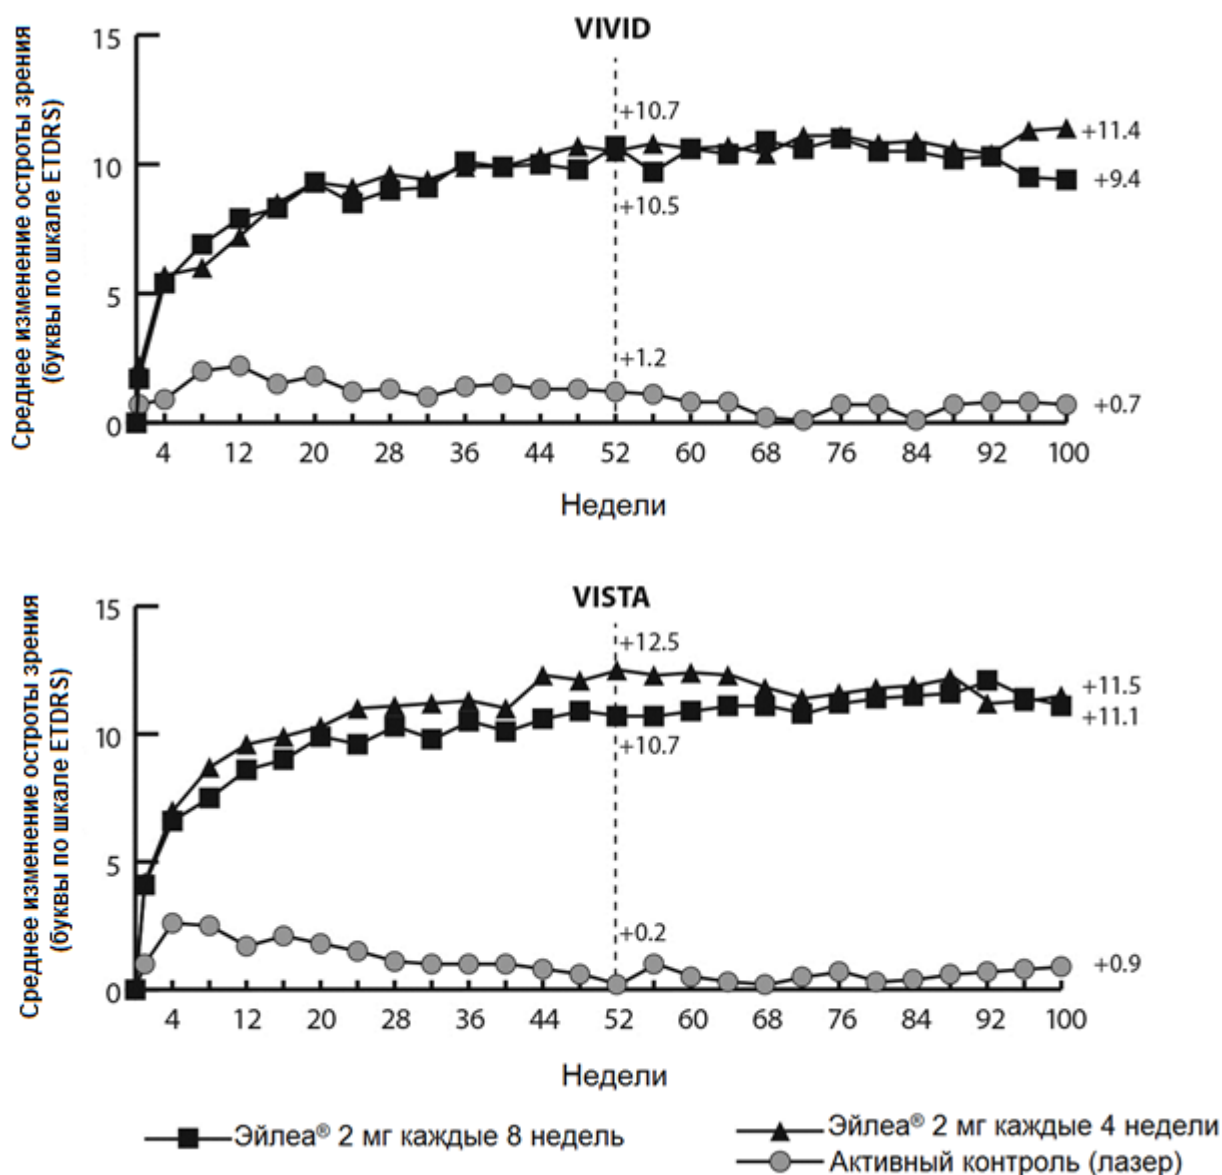 VIVID
Среднее изменение остроты зрения
(буквы по шкале ETDRS)
15
10
5
0
+10.7
+10.5
+1.2
+11.4
+9.4
+0.7
4 12 20 28 36 44 52 60 68 76 84 92 100
Недели
VISTA
Среднее изменение остроты зрения
(буквы по шкале ETDRS)
15
10
5
0
+12.5
+10.7
+0.2
+11.5
+11.1
+0.9
4 12 20 28 36 44 52 60 68 76 84 92 100
Недели
Эйлеа® 2 мг каждые 8 недель
Эйлеа® 2 мг каждые 4 недели
Активный контроль (лазер)